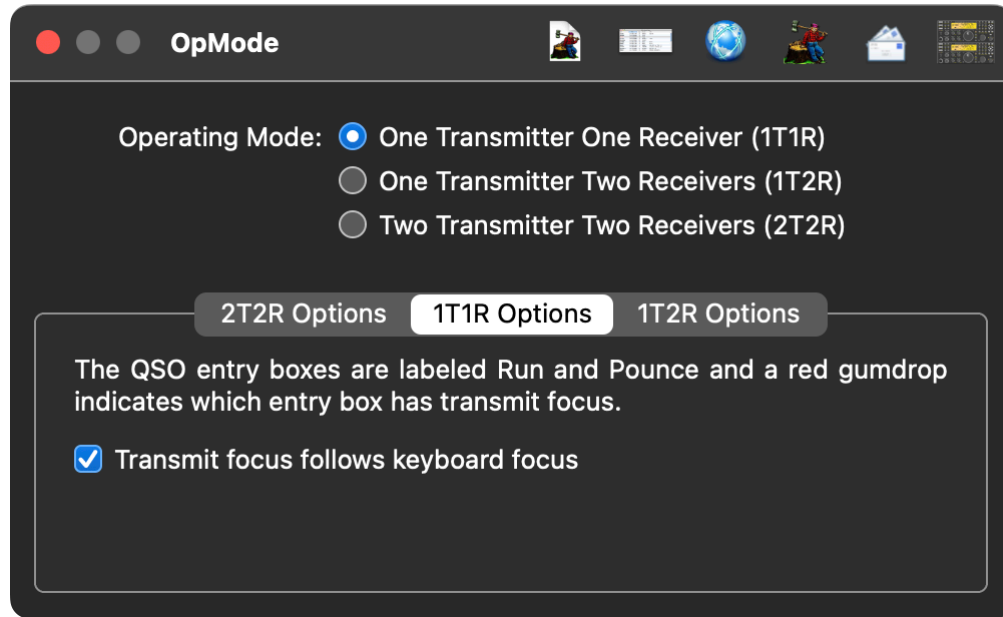 OpMode
Operating Mode: One Transmitter One Receiver (1T1R)
One Transmitter Two Receivers (1T2R)
Two Transmitter Two Receivers (2T2R)
2T2R Options 1T1R Options 1T2R Options
The QSO entry boxes are labeled Run and Pounce and a red gumdrop
indicates which entry box has transmit focus.
Transmit focus follows keyboard focus